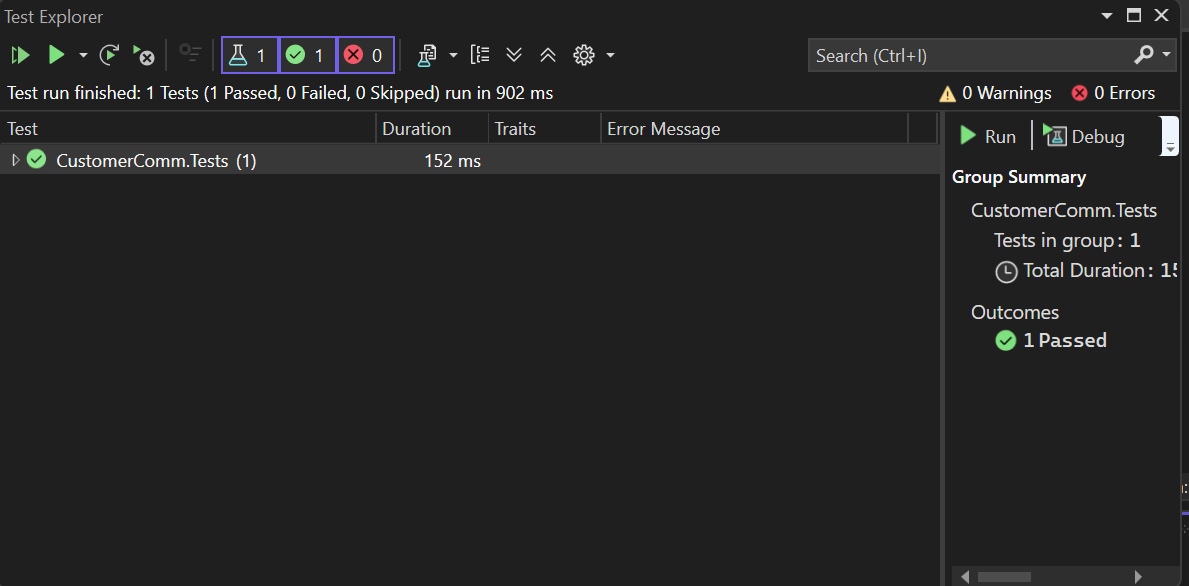 Test Explorer
1 1 0
Search (Ctrl+I)
Test run finished: 1 Tests (1 Passed, 0 Failed, 0 Skipped) run in 902 ms
0 Warnings 0 Errors
Test Duration Traits Error Message
CustomerComm.Tests (1) 152 ms
Run Debug
Group Summary
CustomerComm.Tests
Tests in group: 1
Total Duration:
Outcomes
1 Passed